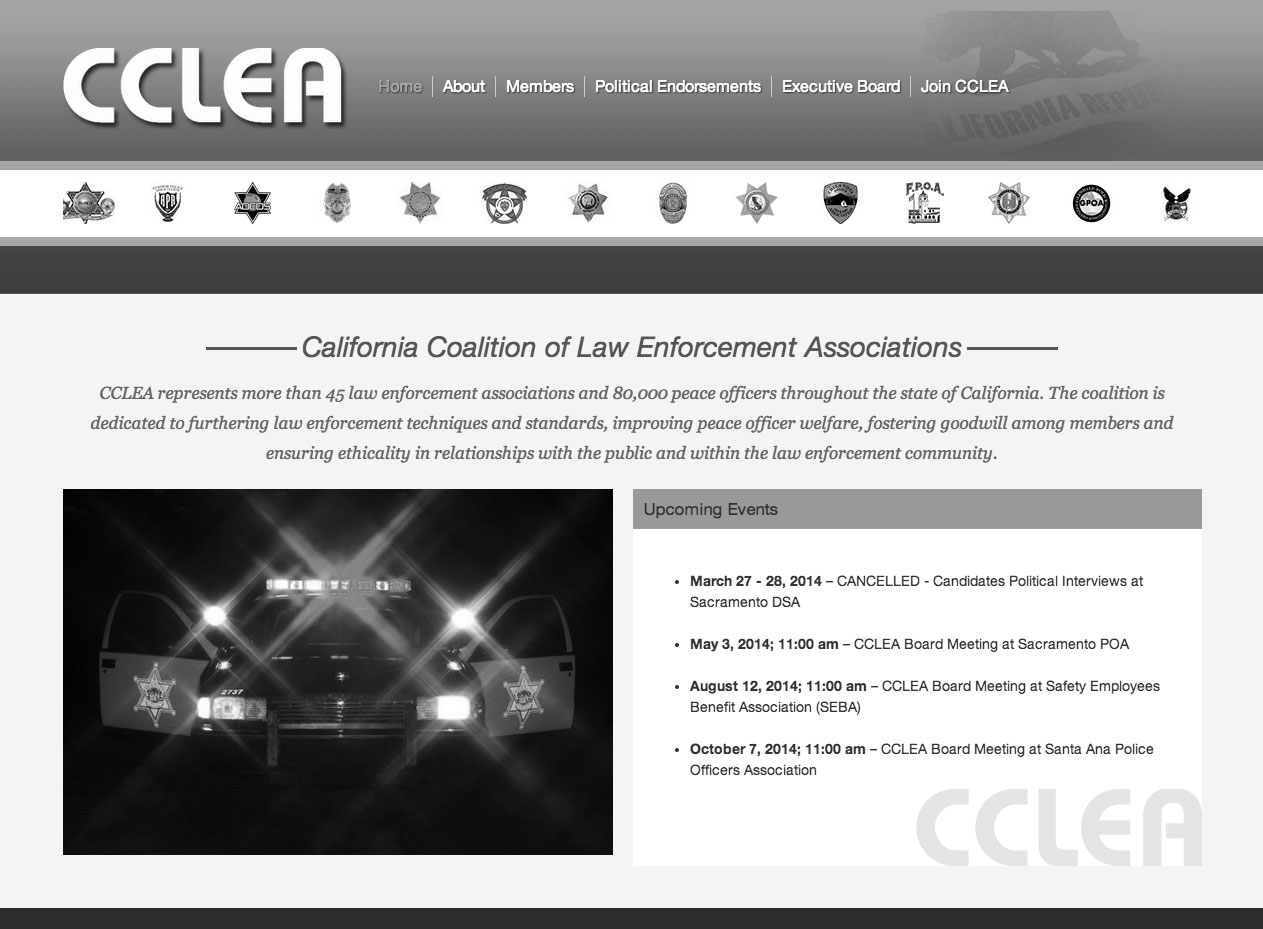 CCLEA
Home
About
Members
Political Endorsements
Executive Board
Join CCLEA
CALIFORNIA REPUBLIC
APA
F.P.O.A.
GPOA
California Coalition of Law Enforcement Associations
CCLEA represents more than 45 law enforcement associations and 80,000 peace officers throughout the state of California. The coalition is
dedicated to furthering law enforcement techniques and standards, improving peace officer welfare, fostering goodwill among members and
ensuring ethicality in relationships with the public and within the law enforcement community.
2737
Upcoming Events
March 27 - 28, 2014 – CANCELLED - Candidates Political Interviews at
Sacramento DSA
May 3, 2014; 11:00 am – CCLEA Board Meeting at Sacramento POA
August 12, 2014; 11:00 am – CCLEA Board Meeting at Safety Employees
Benefit Association (SEBA)
October 7, 2014; 11:00 am – CCLEA Board Meeting at Santa Ana Police
Officers Association
CCLEA